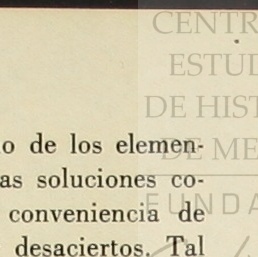 CENTR
ESTUD
DE HIST
DE ME
FUNDA
o de los elemen-
as soluciones co-
conveniencia de
desaciertos. Tal